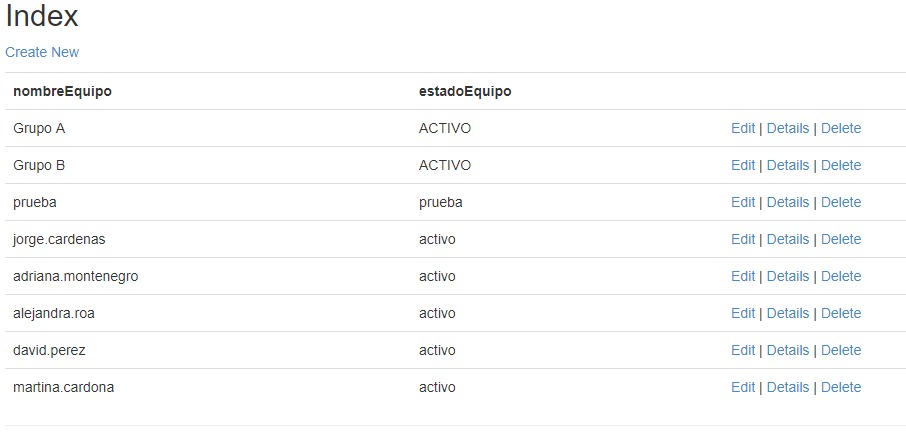 Index
Create New
nombreEquipo estadoEquipo
Grupo A ACTIVO Edit | Details | Delete
Grupo B ACTIVO Edit | Details | Delete
prueba prueba Edit | Details | Delete
jorge.cardenas activo Edit | Details | Delete
adriana.montenegro activo Edit | Details | Delete
alejandra.roa activo Edit | Details | Delete
david.perez activo Edit | Details | Delete
martina.cardona activo Edit | Details | Delete